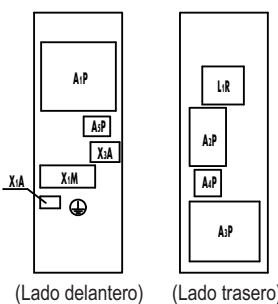 A1P
A5P
X3A
X1M
X1A
(Lado delantero)
L1R
A2P
A4P
A3P
(Lado trasero)